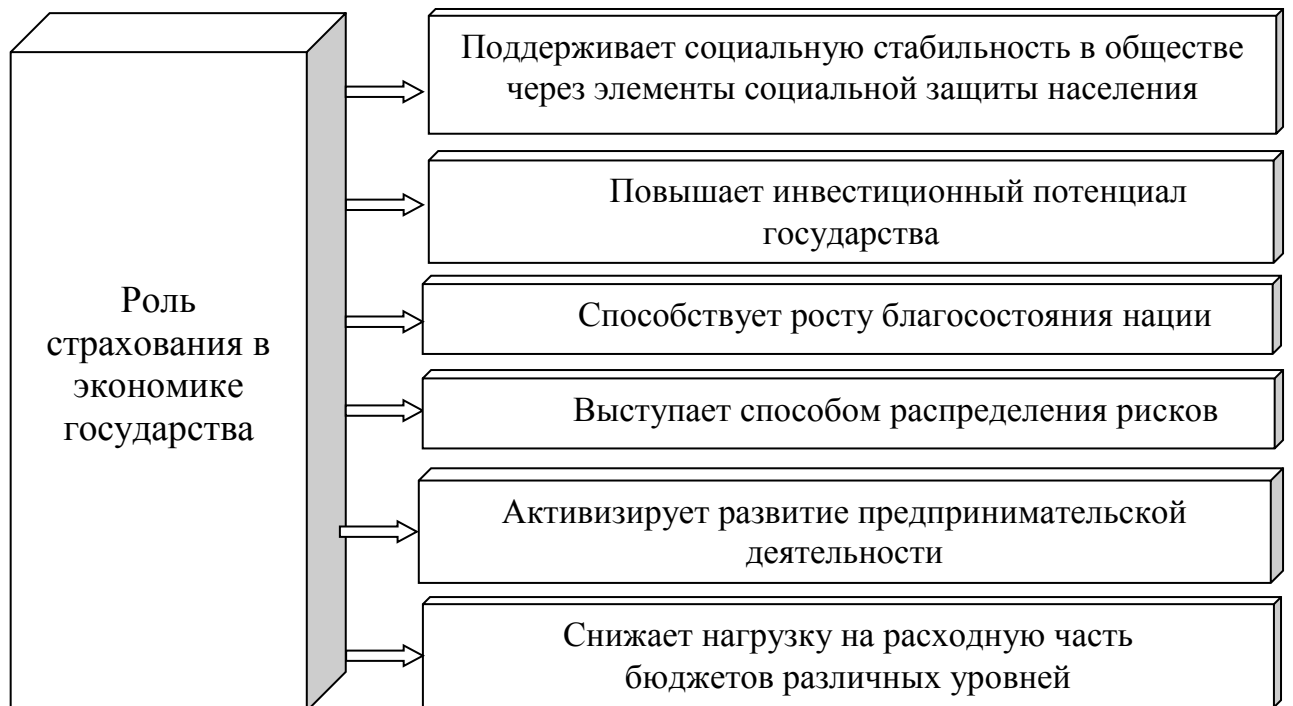 Роль
страхования в
экономике
государства
Поддерживает социальную стабильность в обществе
через элементы социальной защиты населения
Повышает инвестиционный потенциал
государства
Способствует росту благосостояния нации
Выступает способом распределения рисков
Активизирует развитие предпринимательской
деятельности
Снижает нагрузку на расходную часть
бюджетов различных уровней